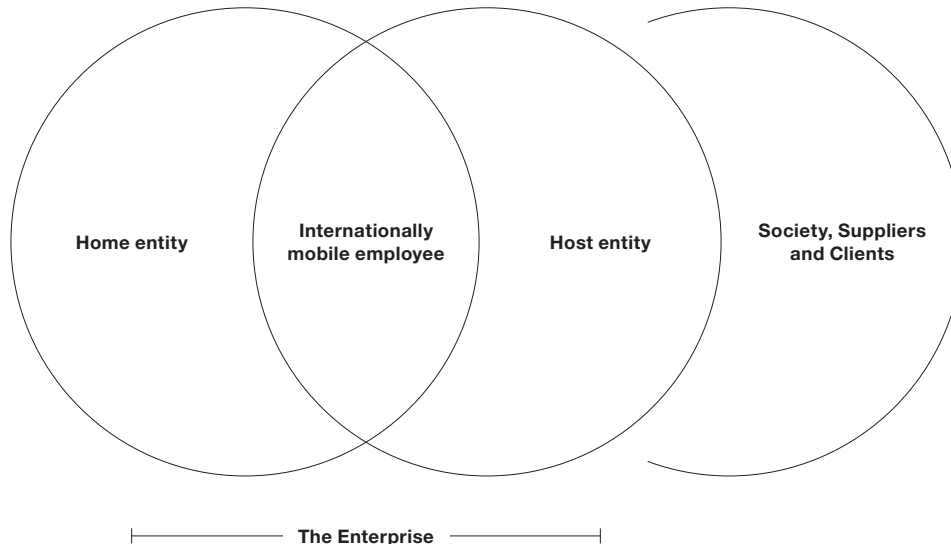 Home entity
Internationally
mobile employee
Host entity
Society, Suppliers
and Clients
The Enterprise